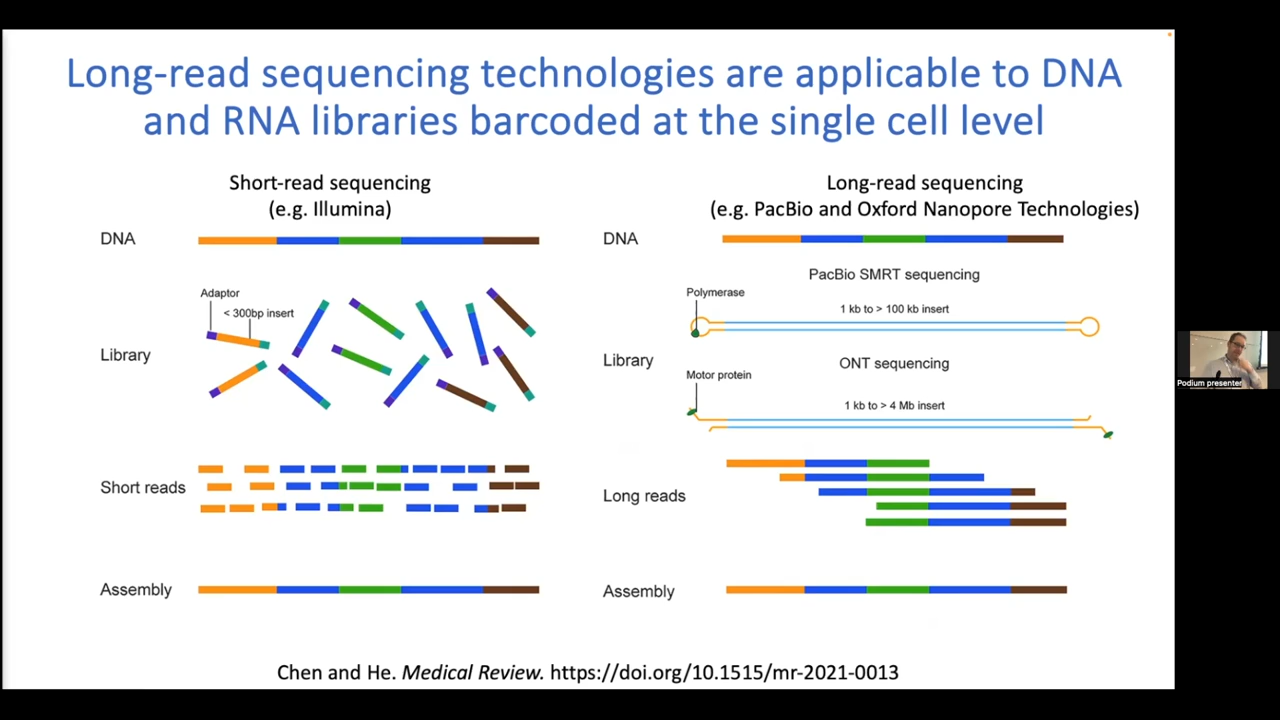 Long-read sequencing technologies are applicable to DNA
and RNA libraries barcoded at the single cell level
Short-read sequencing
(e.g. Illumina)
DNA
Adaptor
< 300bp insert
Library
Short reads
Assembly
Long-read sequencing
(e.g. PacBio and Oxford Nanopore Technologies)
DNA
PacBio SMRT sequencing
Polymerase
1 kb to > 100 kb insert
Library
ONT sequencing
Motor protein
1 kb to > 4 Mb insert
Long reads
Assembly
Chen and He. Medical Review. https://doi.org/10.1515/mr-2021-0013
Podium presenter